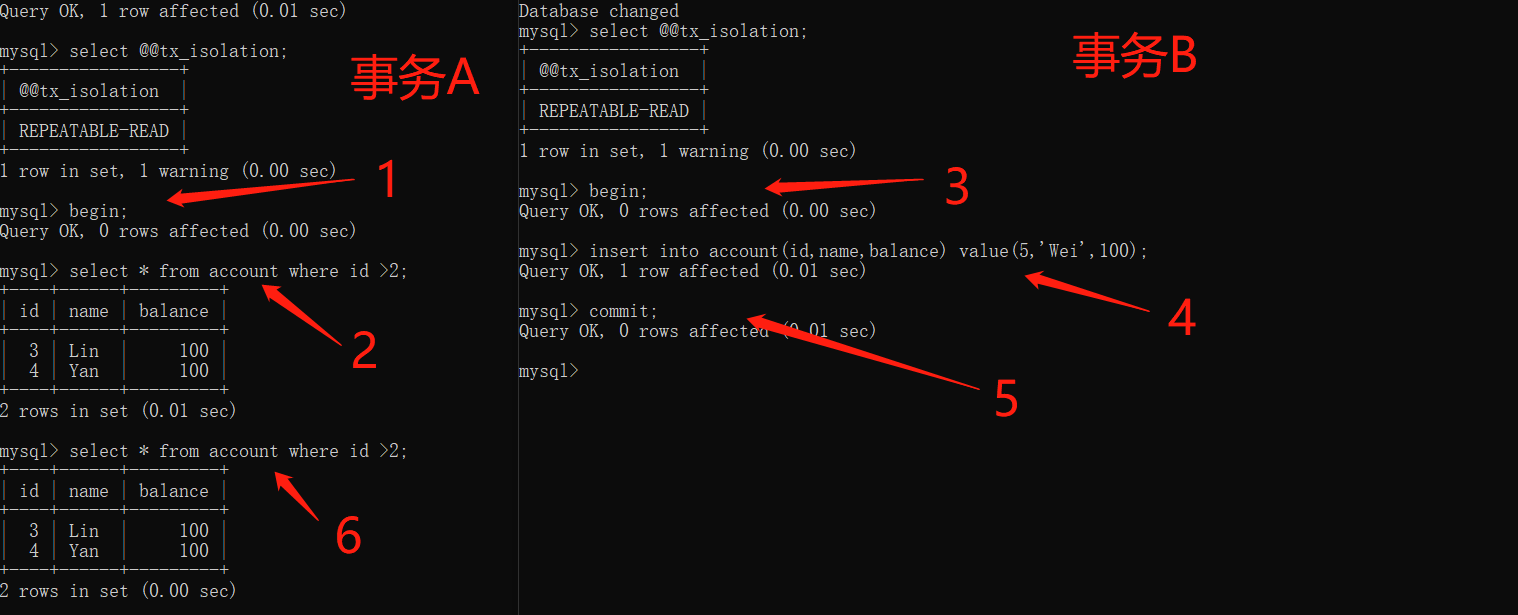 Query OK, 1 row affected (0.01 sec)
mysql> select @@tx_isolation;
+-----------------+
| @@tx_isolation  |
+-----------------+
| REPEATABLE-READ |
+-----------------+
1 row in set, 1 warning (0.00 sec)
mysql> begin;
Query OK, 0 rows affected (0.00 sec)
mysql> select * from account where id >2;
+----+------+---------+
| id | name | balance |
+----+------+---------+
|  3 | Lin  |     100 |
|  4 | Yan  |     100 |
+----+------+---------+
2 rows in set (0.01 sec)
mysql> select * from account where id >2;
+----+------+---------+
| id | name | balance |
+----+------+---------+
|  3 | Lin  |     100 |
|  4 | Yan  |     100 |
+----+------+---------+
2 rows in set (0.00 sec)
事务A
1
2
6
Database changed
mysql> select @@tx_isolation;
+-----------------+
| @@tx_isolation  |
+-----------------+
| REPEATABLE-READ |
+-----------------+
1 row in set, 1 warning (0.00 sec)
mysql> begin;
Query OK, 0 rows affected (0.00 sec)
mysql> insert into account(id,name,balance) value(5,'Wei',100);
Query OK, 1 row affected (0.01 sec)
mysql> commit;
Query OK, 0 rows affected (0.01 sec)
mysql>
事务B
3
4
5